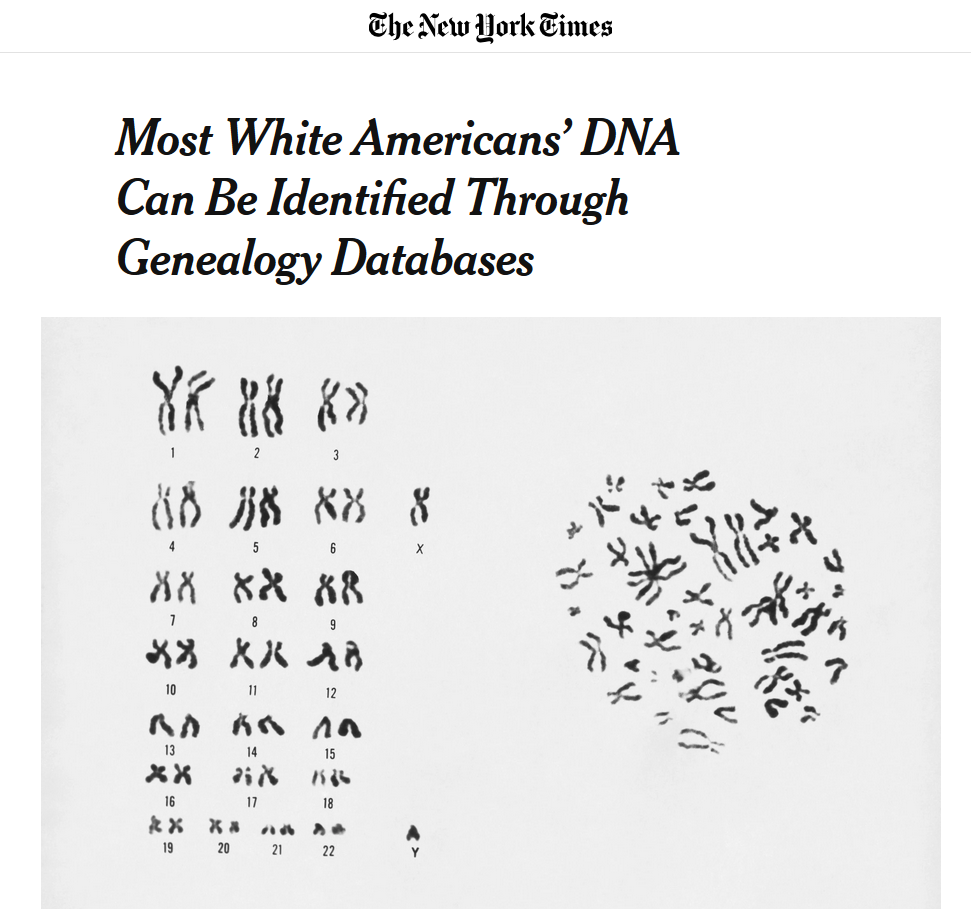 The New York Times
Most White Americans’ DNA
Can Be Identified Through
Genealogy Databases
1 2 3
4 5 6 X
7 8 9
10 11 12
13 14 15
16 17 18
19 20 21 22 Y